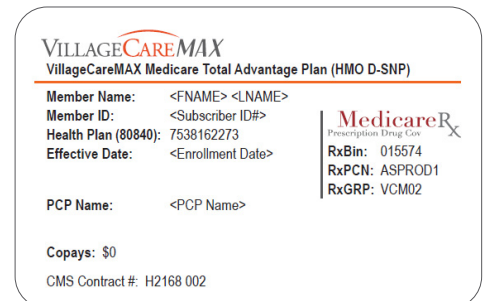 VILLAGECAREMAX
VillageCareMAX Medicare Total Advantage Plan (HMO D-SNP)
Member Name: <FNAME> <LNAME>
Member ID: <Subscriber ID#>
Health Plan (80840): 7538162273
Effective Date: <Enrollment Date>
PCP Name: <PCP Name>
Copays: $0
CMS Contract #: H2168 002
MedicareRx
Prescription Drug Cov
RxBin: 015574
RxPCN: ASPROD1
RxGRP: VCM02